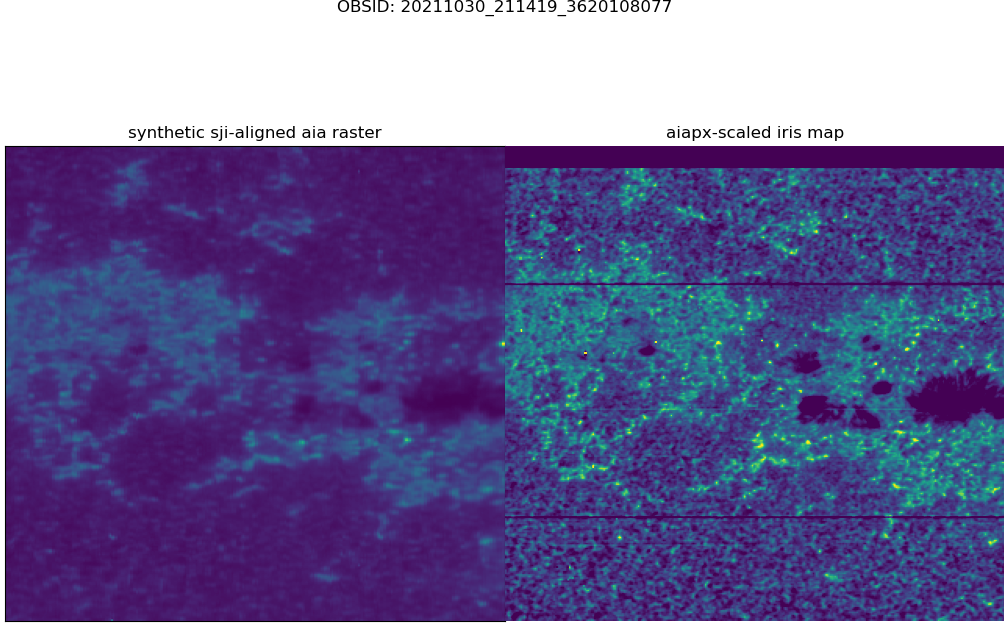 OBSID: 20211030_211419_3620108077
synthetic sji-aligned aia raster
aiapx-scaled iris map